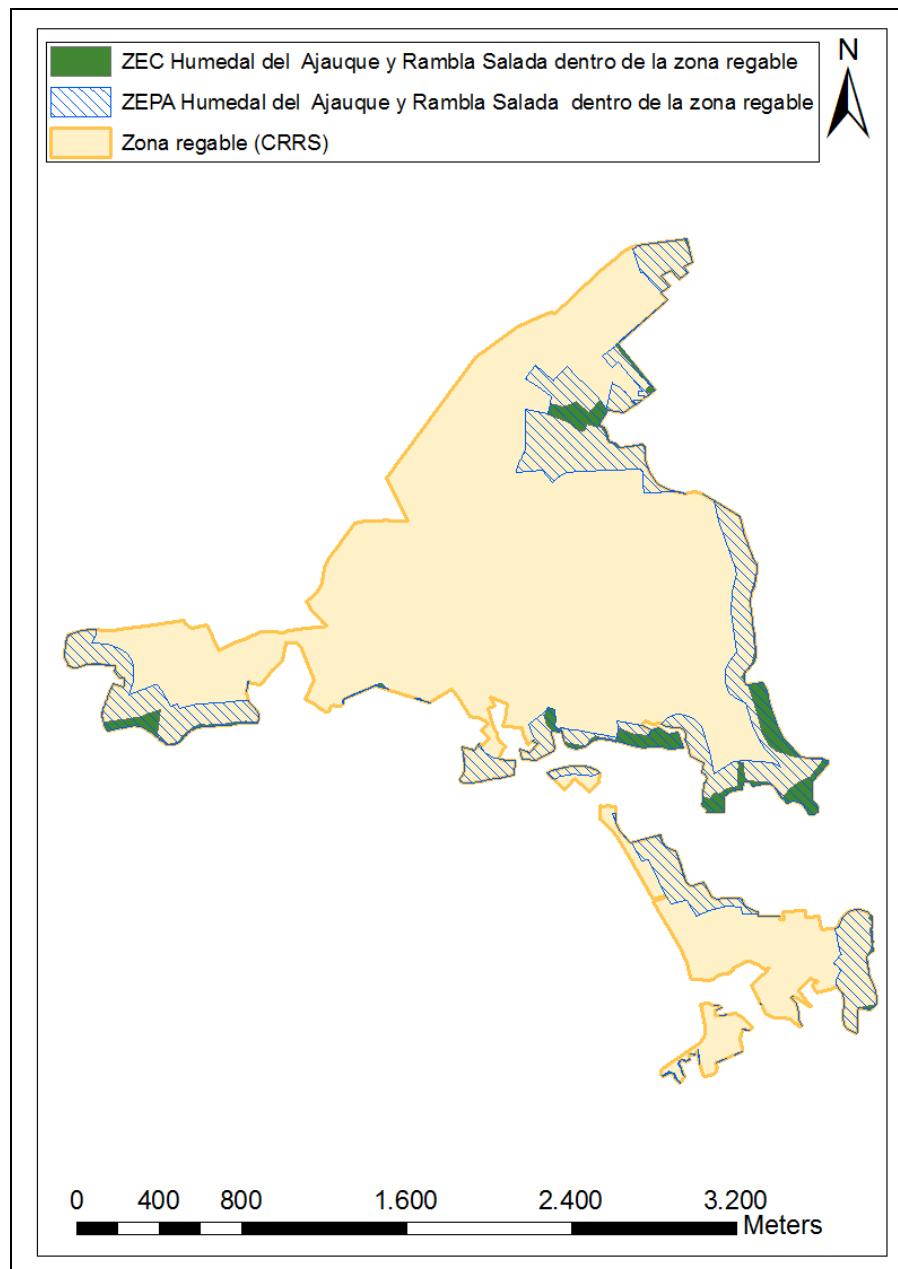 ZEC Humedal del Ajauque y Rambla Salada dentro de la zona regable
ZEPA Humedal del Ajauque y Rambla Salada dentro de la zona regable
Zona regable (CRRS)
N
0 400 800 1.600 2.400 3.200
Meters